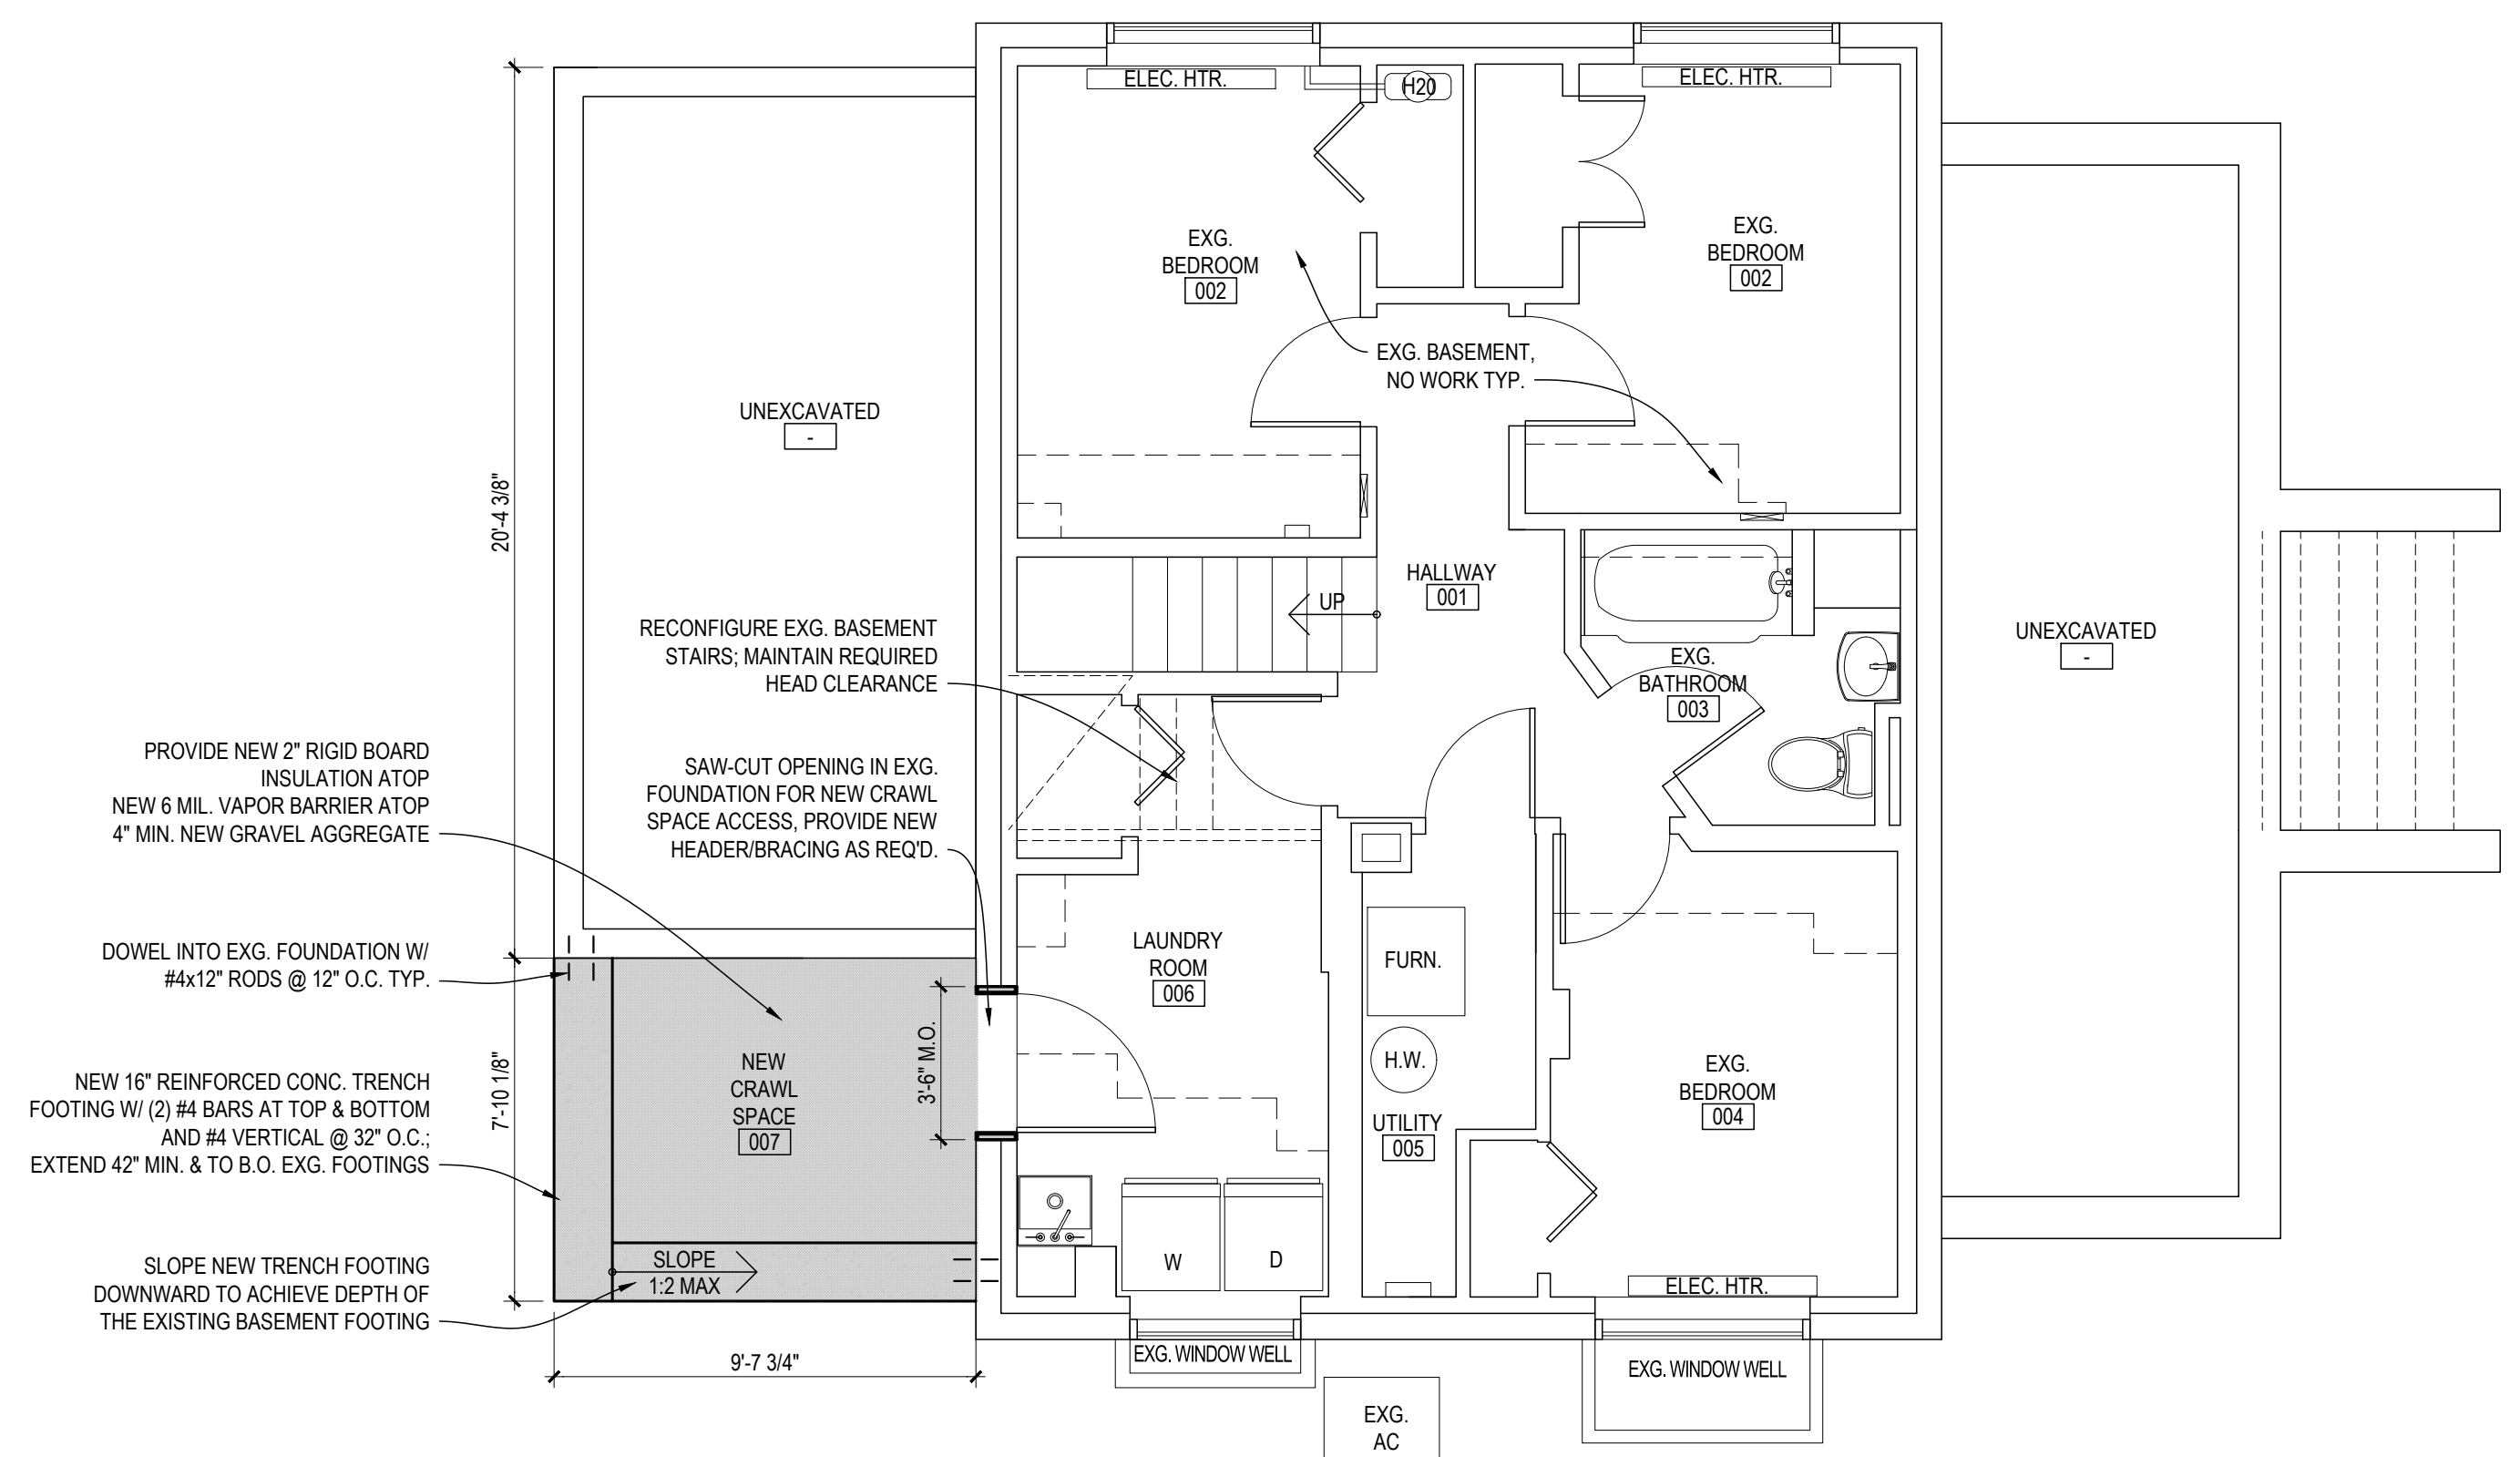 ELEC. HTR.
H20
ELEC. HTR.
EXG.
BEDROOM
002
EXG.
BEDROOM
002
EXG. BASEMENT,
NO WORK TYP.
UNEXCAVATED
-
20'-4 3/8"
HALLWAY
001
UP
RECONFIGURE EXG. BASEMENT
STAIRS; MAINTAIN REQUIRED
HEAD CLEARANCE
EXG.
BATHROOM
003
UNEXCAVATED
-
PROVIDE NEW 2" RIGID BOARD
INSULATION ATOP
NEW 6 MIL. VAPOR BARRIER ATOP
4" MIN. NEW GRAVEL AGGREGATE
SAW-CUT OPENING IN EXG.
FOUNDATION FOR NEW CRAWL
SPACE ACCESS, PROVIDE NEW
HEADER/BRACING AS REQ'D.
DOWEL INTO EXG. FOUNDATION W/
#4x12" RODS @ 12" O.C. TYP.
LAUNDRY
ROOM
006
FURN.
H.W.
UTILITY
005
EXG.
BEDROOM
004
3'-6" M.O.
NEW
CRAWL
SPACE
007
7'-10 1/8"
NEW 16" REINFORCED CONC. TRENCH
FOOTING W/ (2) #4 BARS AT TOP & BOTTOM
AND #4 VERTICAL @ 32" O.C.;
EXTEND 42" MIN. & TO B.O. EXG. FOOTINGS
SLOPE NEW TRENCH FOOTING
DOWNWARD TO ACHIEVE DEPTH OF
THE EXISTING BASEMENT FOOTING
SLOPE
1:2 MAX
W
D
ELEC. HTR.
9'-7 3/4"
EXG. WINDOW WELL
EXG. WINDOW WELL
EXG.
AC